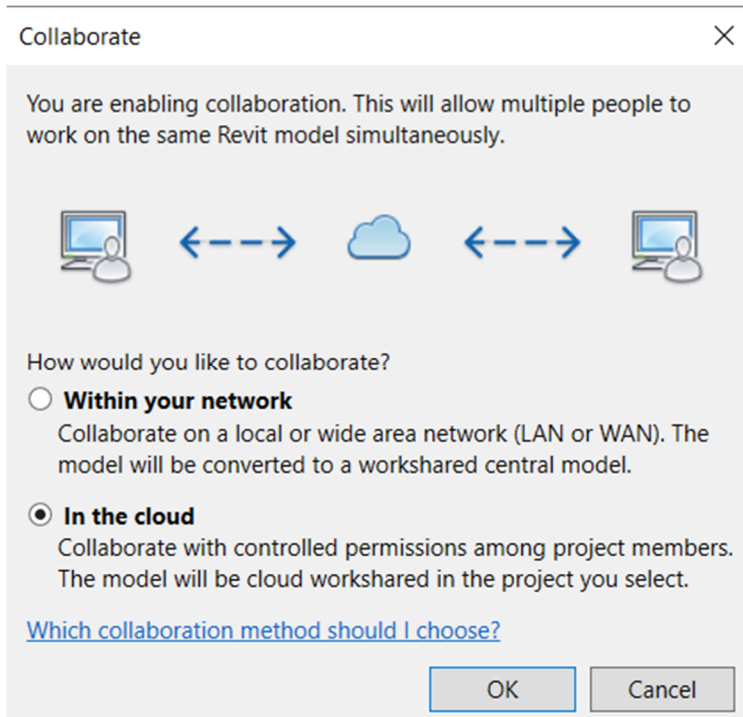 Collaborate
You are enabling collaboration. This will allow multiple people to
work on the same Revit model simultaneously.
How would you like to collaborate?
Within your network
Collaborate on a local or wide area network (LAN or WAN). The
model will be converted to a workshared central model.
In the cloud
Collaborate with controlled permissions among project members.
The model will be cloud workshared in the project you select.
Which collaboration method should I choose?
OK Cancel